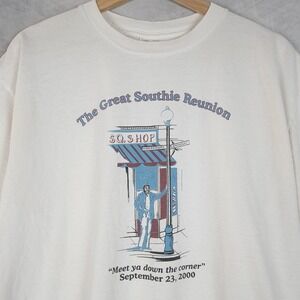 The Great Southie Reunion
SQ. SHOP
"Meet ya down the corner"
September 23, 2000